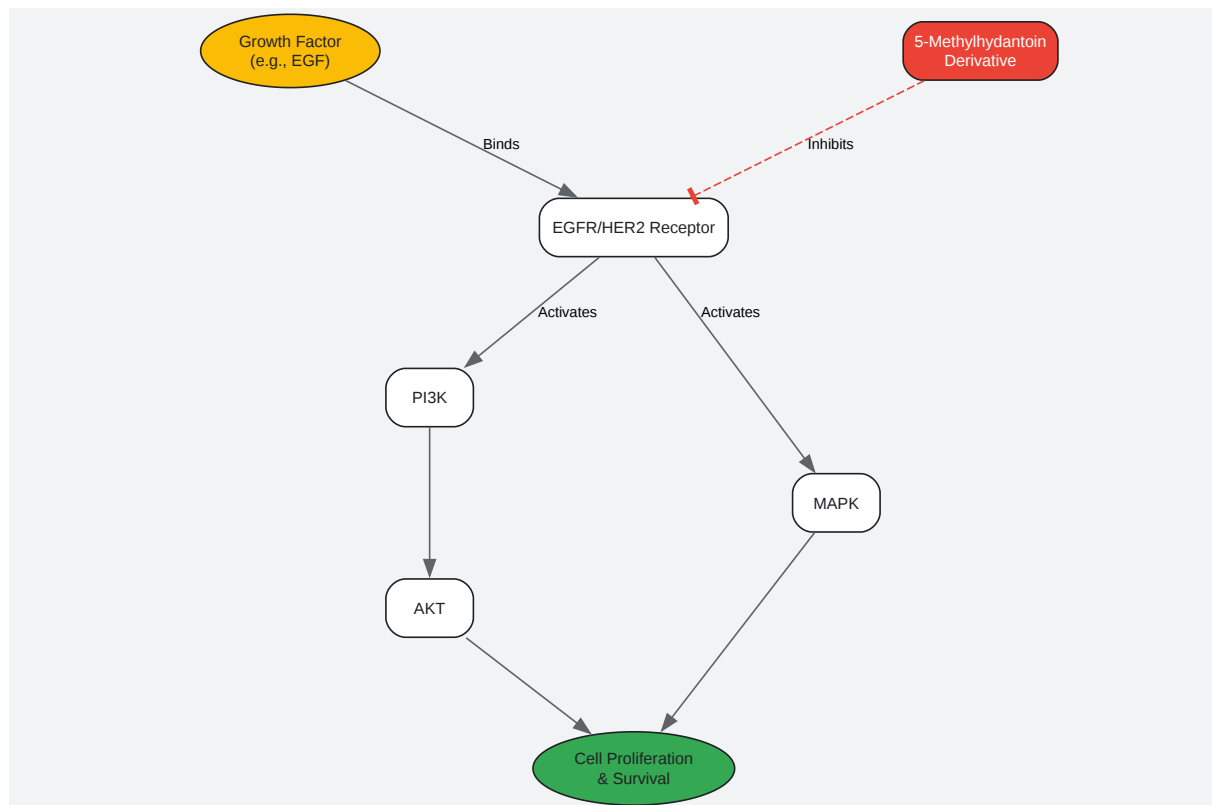 Growth Factor
(e.g., EGF)
5-Methylhydantoin
Derivative
Binds
Inhibits
EGFR/HER2 Receptor
Activates
Activates
PI3K
MAPK
AKT
Cell Proliferation
& Survival